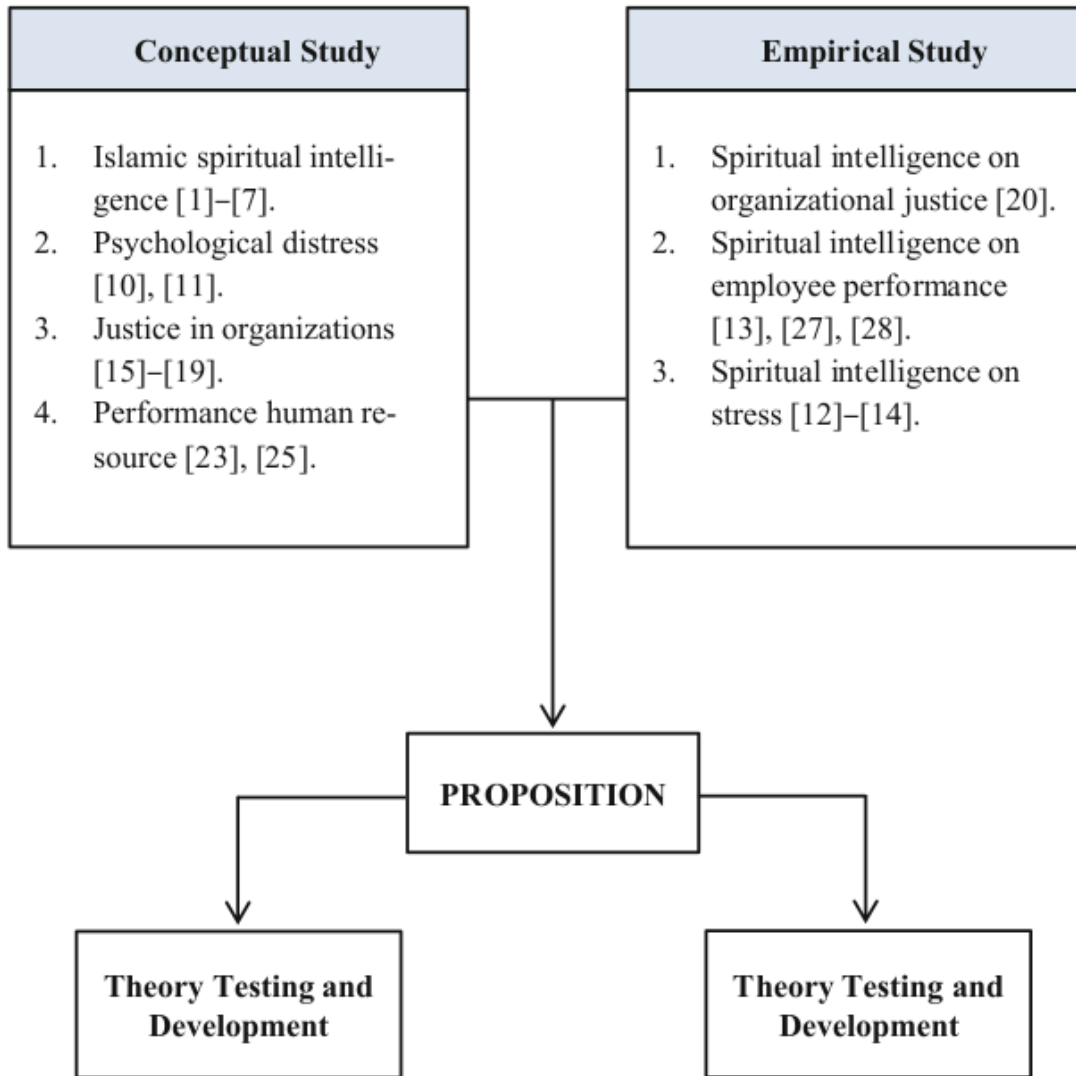 Conceptual Study
1. Islamic spiritual intelli-
gence [1]–[7].
2. Psychological distress
[10], [11].
3. Justice in organizations
[15]–[19].
4. Performance human re-
source [23], [25].
Empirical Study
1. Spiritual intelligence on
organizational justice [20].
2. Spiritual intelligence on
employee performance
[13], [27], [28].
3. Spiritual intelligence on
stress [12]–[14].
PROPOSITION
Theory Testing and
Development
Theory Testing and
Development